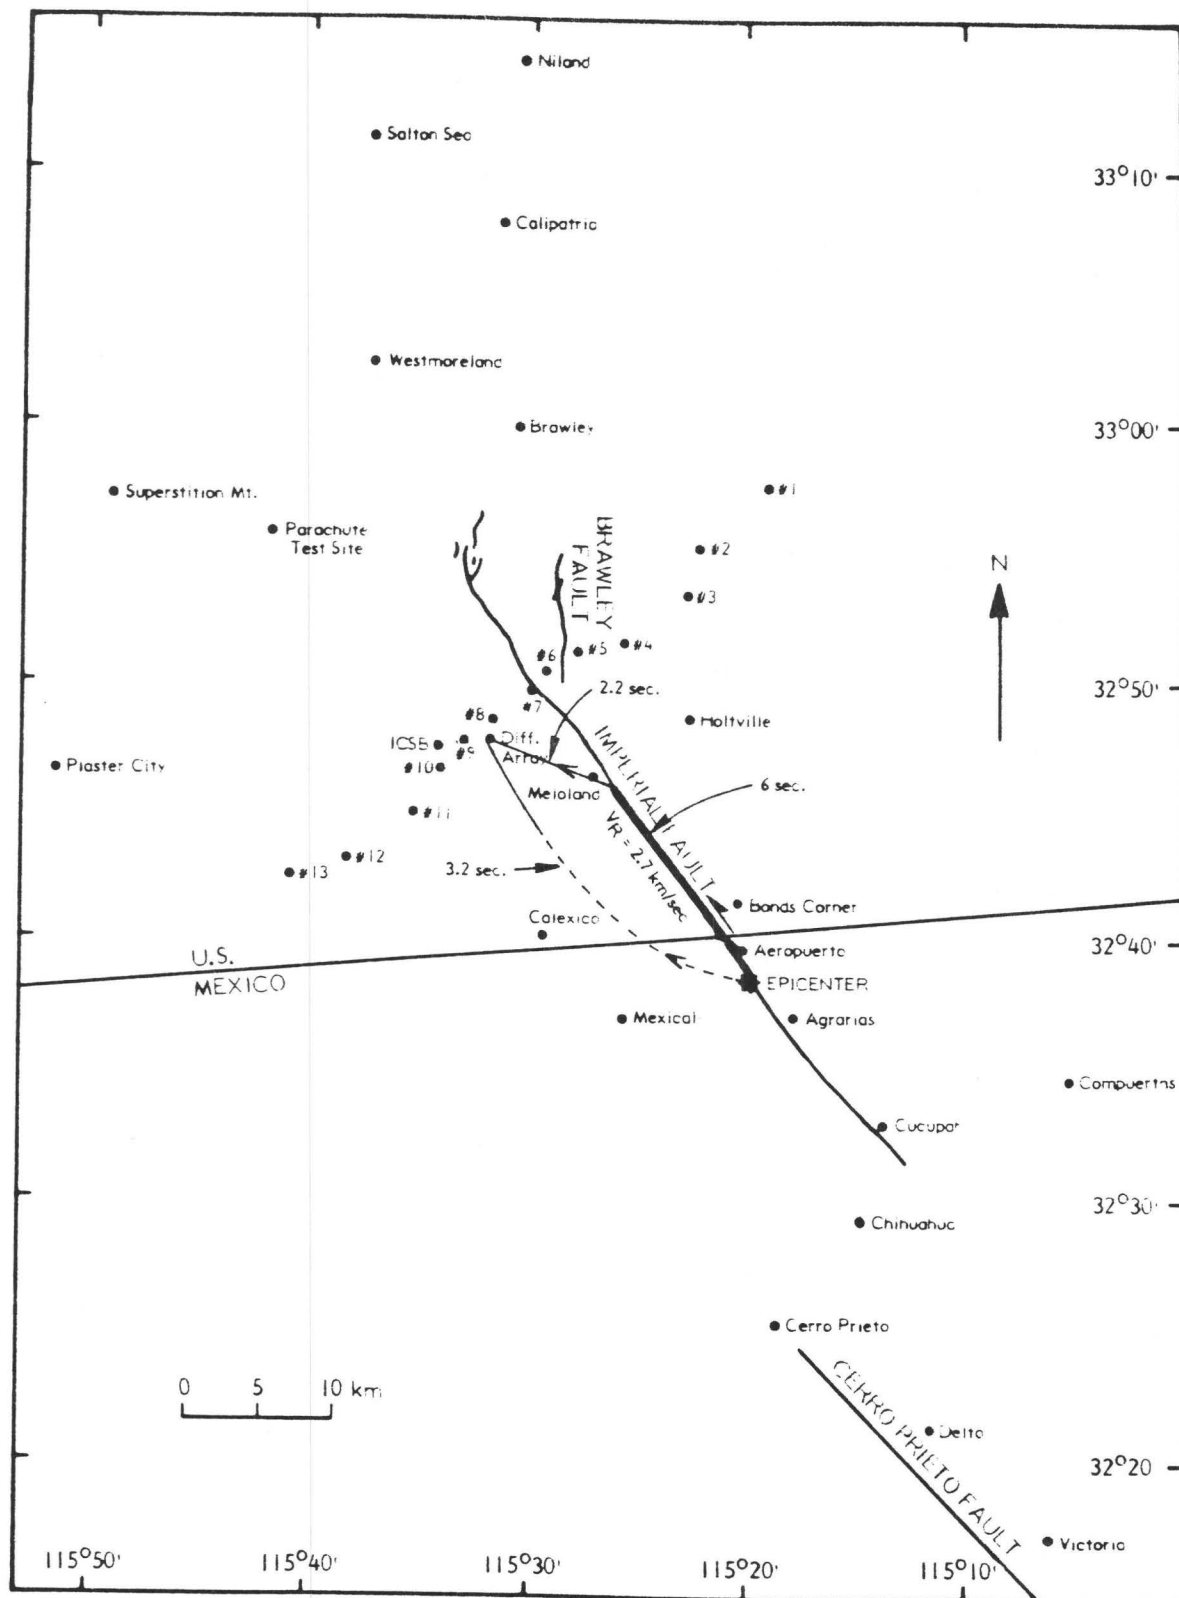 Niland
Salton Sea
33°10'
Calipatria
Westmoreland
Brawley
33°00'
#1
Superstition Mt.
Parachute
Test Site
BRAWLEY
FAULT
#2
N
#3
#4
#5
#6
32°50'
2.2 sec.
#7
Holtville
#8
ICSB
#9
Diff.
Array
IMPERIAL FAULT
Plaster City
#10
Meloland
6 sec.
#11
VR = 2.7 km/sec
#12
#13
3.2 sec.
Bonds Corner
Calexico
U.S.
MEXICO
Aeropuerto
32°40'
EPICENTER
Mexical
Agrarias
Compuertas
Cucupar
32°30'
Chihuahua
Cerro Prieto
0 5 10 km
CERRO PRIETO FAULT
Delta
32°20'
Victoria
115°50' 115°40' 115°30' 115°20' 115°10'